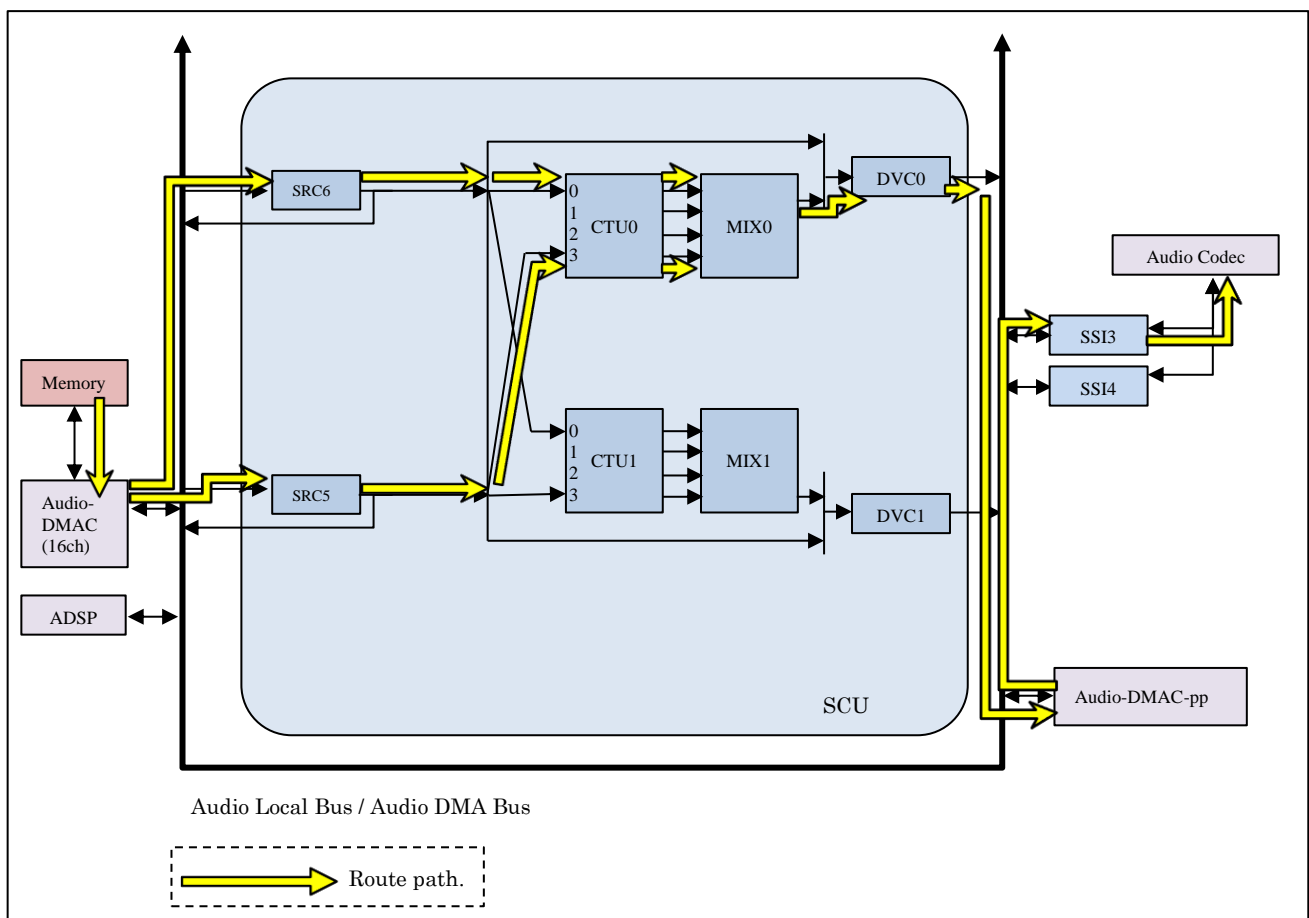 SRC6
0
1
2
3
CTU0
MIX0
DVC0
Audio Codec
SSI3
SSI4
Memory
Audio-
DMAC
(16ch)
SRC5
0
1
2
3
CTU1
MIX1
DVC1
ADSP
SCU
Audio-DMAC-pp
Audio Local Bus / Audio DMA Bus
Route path.